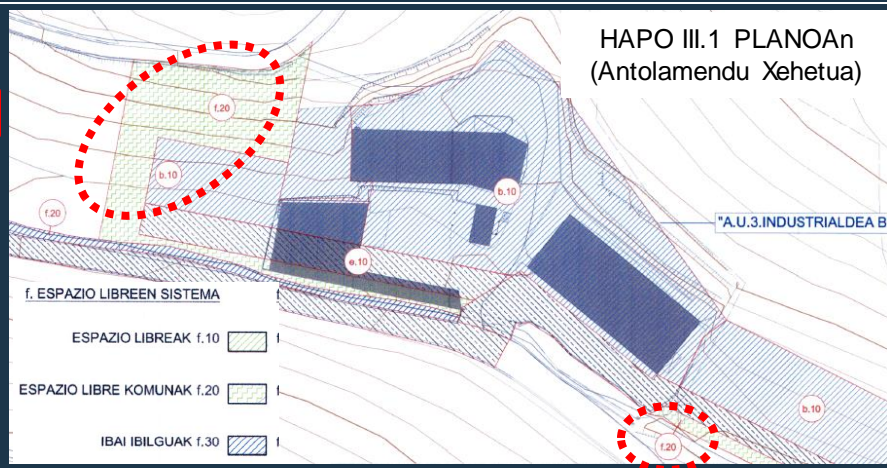 HAPO III.1 PLANOAn
(Antolamendu Xehetua)
f.20
b.10
f.20
b.10
"A.U.3.INDUSTRIALDEA B
e.10
f. ESPAZIO LIBREEN SISTEMA
ESPAZIO LIBREAK f.10
ESPAZIO LIBRE KOMUNAK f.20
b.10
IBAI IBILGUAK f.30
f.20